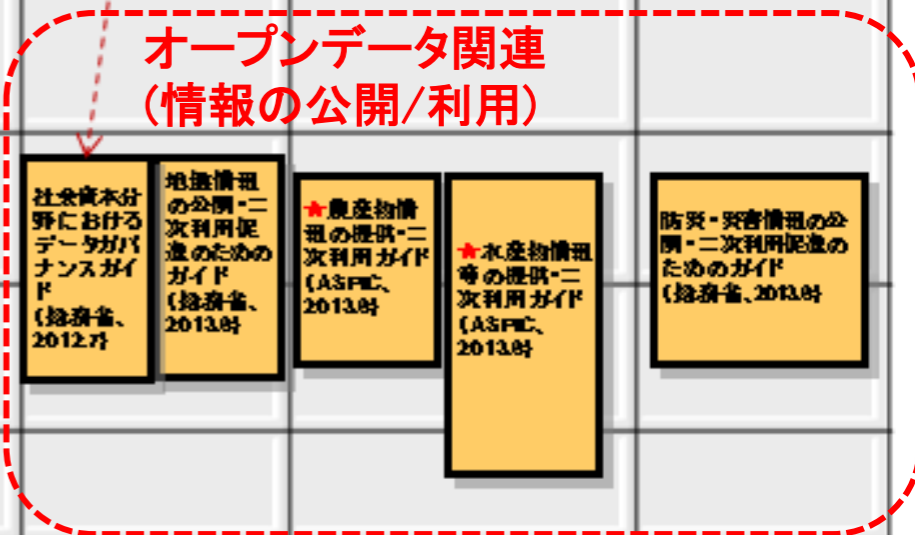 オープンデータ関連
(情報の公開/利用)
社会資本分
野における
データガバ
ナンスガイ
ド
(総務省、
2012.7)
地盤情報
の公開・二
次利用促
進のための
ガイド
(総務省、
2013.6)
★農産物情
報の提供・二
次利用ガイド
(ASPIC、
2013.6)
★水産物情報
等の提供・二
次利用ガイド
(ASPIC、
2013.6)
防災・災害情報の公
開・二次利用促進の
ためのガイド
(総務省、2013.6)